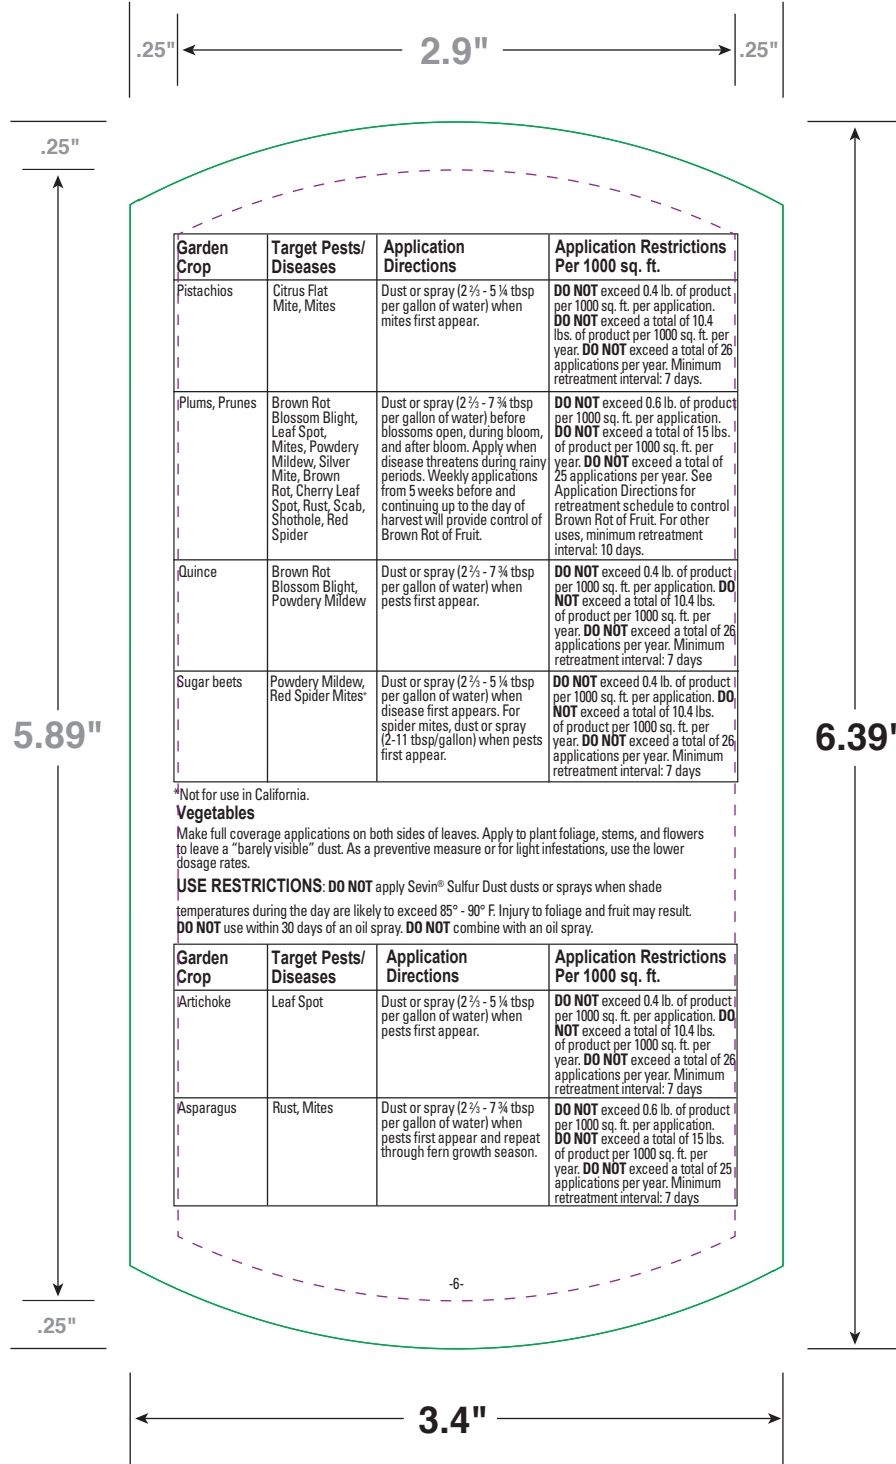 .25" 2.9" .25"
.25"
5.89"
.25"
6.39"
3.4"
Garden
Crop
Target Pests/
Diseases
Application
Directions
Application Restrictions
Per 1000 sq. ft.
Pistachios
Citrus Flat
Mite, Mites
Dust or spray (2 ⅔ - 5 ¼ tbsp
per gallon of water) when
mites first appear.
DO NOT exceed 0.4 lb. of product
per 1000 sq. ft. per application.
DO NOT exceed a total of 10.4
lbs. of product per 1000 sq. ft. per
year. DO NOT exceed a total of 26
applications per year. Minimum
retreatment interval: 7 days.
Plums, Prunes
Brown Rot
Blossom Blight,
Leaf Spot,
Mites, Powdery
Mildew, Silver
Mite, Brown
Rot, Cherry Leaf
Spot, Rust, Scab,
Shothole, Red
Spider
Dust or spray (2 ⅔ - 7 ¾ tbsp
per gallon of water) before
blossoms open, during bloom,
and after bloom. Apply when
disease threatens during rainy
periods. Weekly applications
from 5 weeks before and
continuing up to the day of
harvest will provide control of
Brown Rot of Fruit.
DO NOT exceed 0.6 lb. of product
per 1000 sq. ft. per application.
DO NOT exceed a total of 15 lbs.
of product per 1000 sq. ft. per
year. DO NOT exceed a total of
25 applications per year. See
Application Directions for
retreatment schedule to control
Brown Rot of Fruit. For other
uses, minimum retreatment
interval: 10 days.
Quince
Brown Rot
Blossom Blight,
Powdery Mildew
Dust or spray (2 ⅔ - 7 ¾ tbsp
per gallon of water) when
pests first appear.
DO NOT exceed 0.4 lb. of product
per 1000 sq. ft. per application. DO
NOT exceed a total of 10.4 lbs.
of product per 1000 sq. ft. per
year. DO NOT exceed a total of 26
applications per year. Minimum
retreatment interval: 7 days
Sugar beets
Powdery Mildew,
Red Spider Mites*
Dust or spray (2 ⅔ - 5 ¼ tbsp
per gallon of water) when
disease first appears. For
spider mites, dust or spray
(2-11 tbsp/gallon) when pests
first appear.
DO NOT exceed 0.4 lb. of product
per 1000 sq. ft. per application. DO
NOT exceed a total of 10.4 lbs.
of product per 1000 sq. ft. per
year. DO NOT exceed a total of 26
applications per year. Minimum
retreatment interval: 7 days
*Not for use in California.
Vegetables
Make full coverage applications on both sides of leaves. Apply to plant foliage, stems, and flowers
to leave a “barely visible” dust. As a preventive measure or for light infestations, use the lower
dosage rates.
USE RESTRICTIONS: DO NOT apply Sevin® Sulfur Dust dusts or sprays when shade
temperatures during the day are likely to exceed 85° - 90° F. Injury to foliage and fruit may result.
DO NOT use within 30 days of an oil spray. DO NOT combine with an oil spray.
Garden
Crop
Target Pests/
Diseases
Application
Directions
Application Restrictions
Per 1000 sq. ft.
Artichoke
Leaf Spot
Dust or spray (2 ⅔ - 5 ¼ tbsp
per gallon of water) when
pests first appear.
DO NOT exceed 0.4 lb. of product
per 1000 sq. ft. per application. DO
NOT exceed a total of 10.4 lbs.
of product per 1000 sq. ft. per
year. DO NOT exceed a total of 26
applications per year. Minimum
retreatment interval: 7 days
Asparagus
Rust, Mites
Dust or spray (2 ⅔ - 7 ¾ tbsp
per gallon of water) when
pests first appear and repeat
through fern growth season.
DO NOT exceed 0.6 lb. of product
per 1000 sq. ft. per application.
DO NOT exceed a total of 15 lbs.
of product per 1000 sq. ft. per
year. DO NOT exceed a total of 25
applications per year. Minimum
retreatment interval: 7 days
-6-